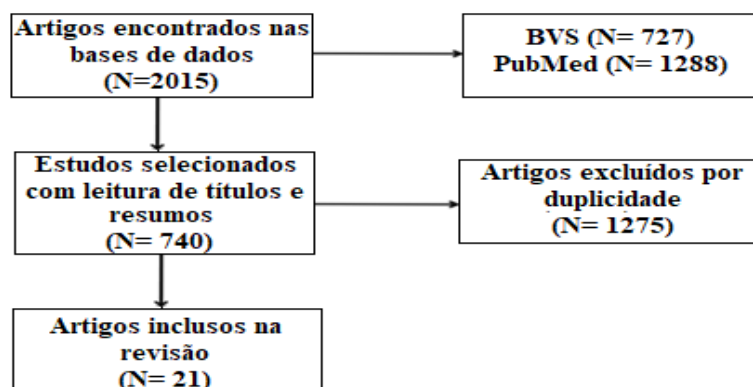 Artigos encontrados nas
bases de dados
(N=2015)
BVS (N= 727)
PubMed (N= 1288)
Estudos selecionados
com leitura de títulos e
resumos
(N= 740)
Artigos excluídos por
duplicidade
(N= 1275)
Artigos inclusos na
revisão
(N= 21)